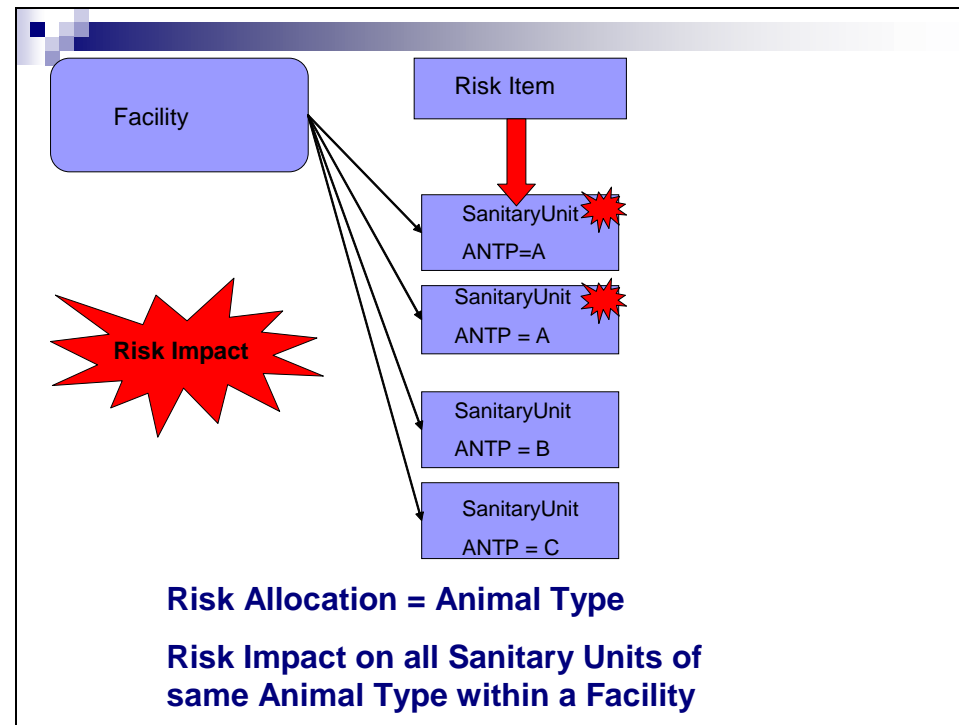 Facility
Risk Item
SanitaryUnit
ANTP=A
SanitaryUnit
ANTP = A
Risk Impact
SanitaryUnit
ANTP = B
SanitaryUnit
ANTP = C
Risk Allocation = Animal Type
Risk Impact on all Sanitary Units of
same Animal Type within a Facility